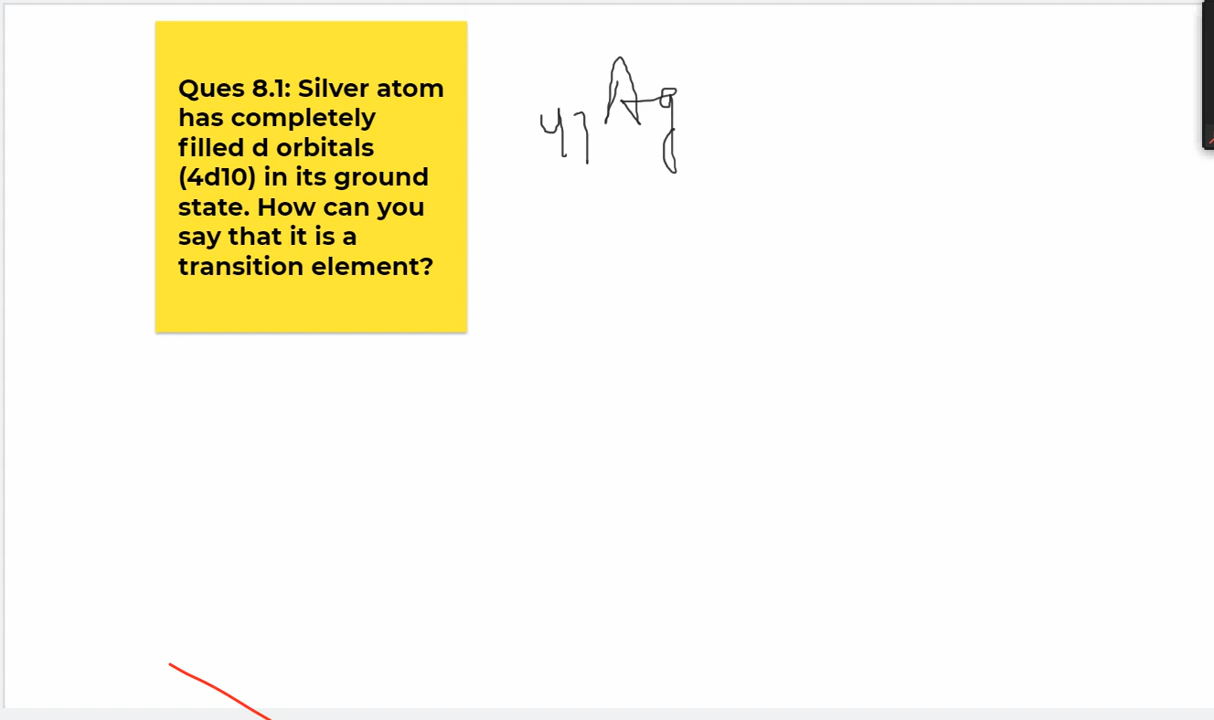 Ques 8.1: Silver atom
has completely
filled d orbitals
(4d10) in its ground
state. How can you
say that it is a
transition element?
47Ag